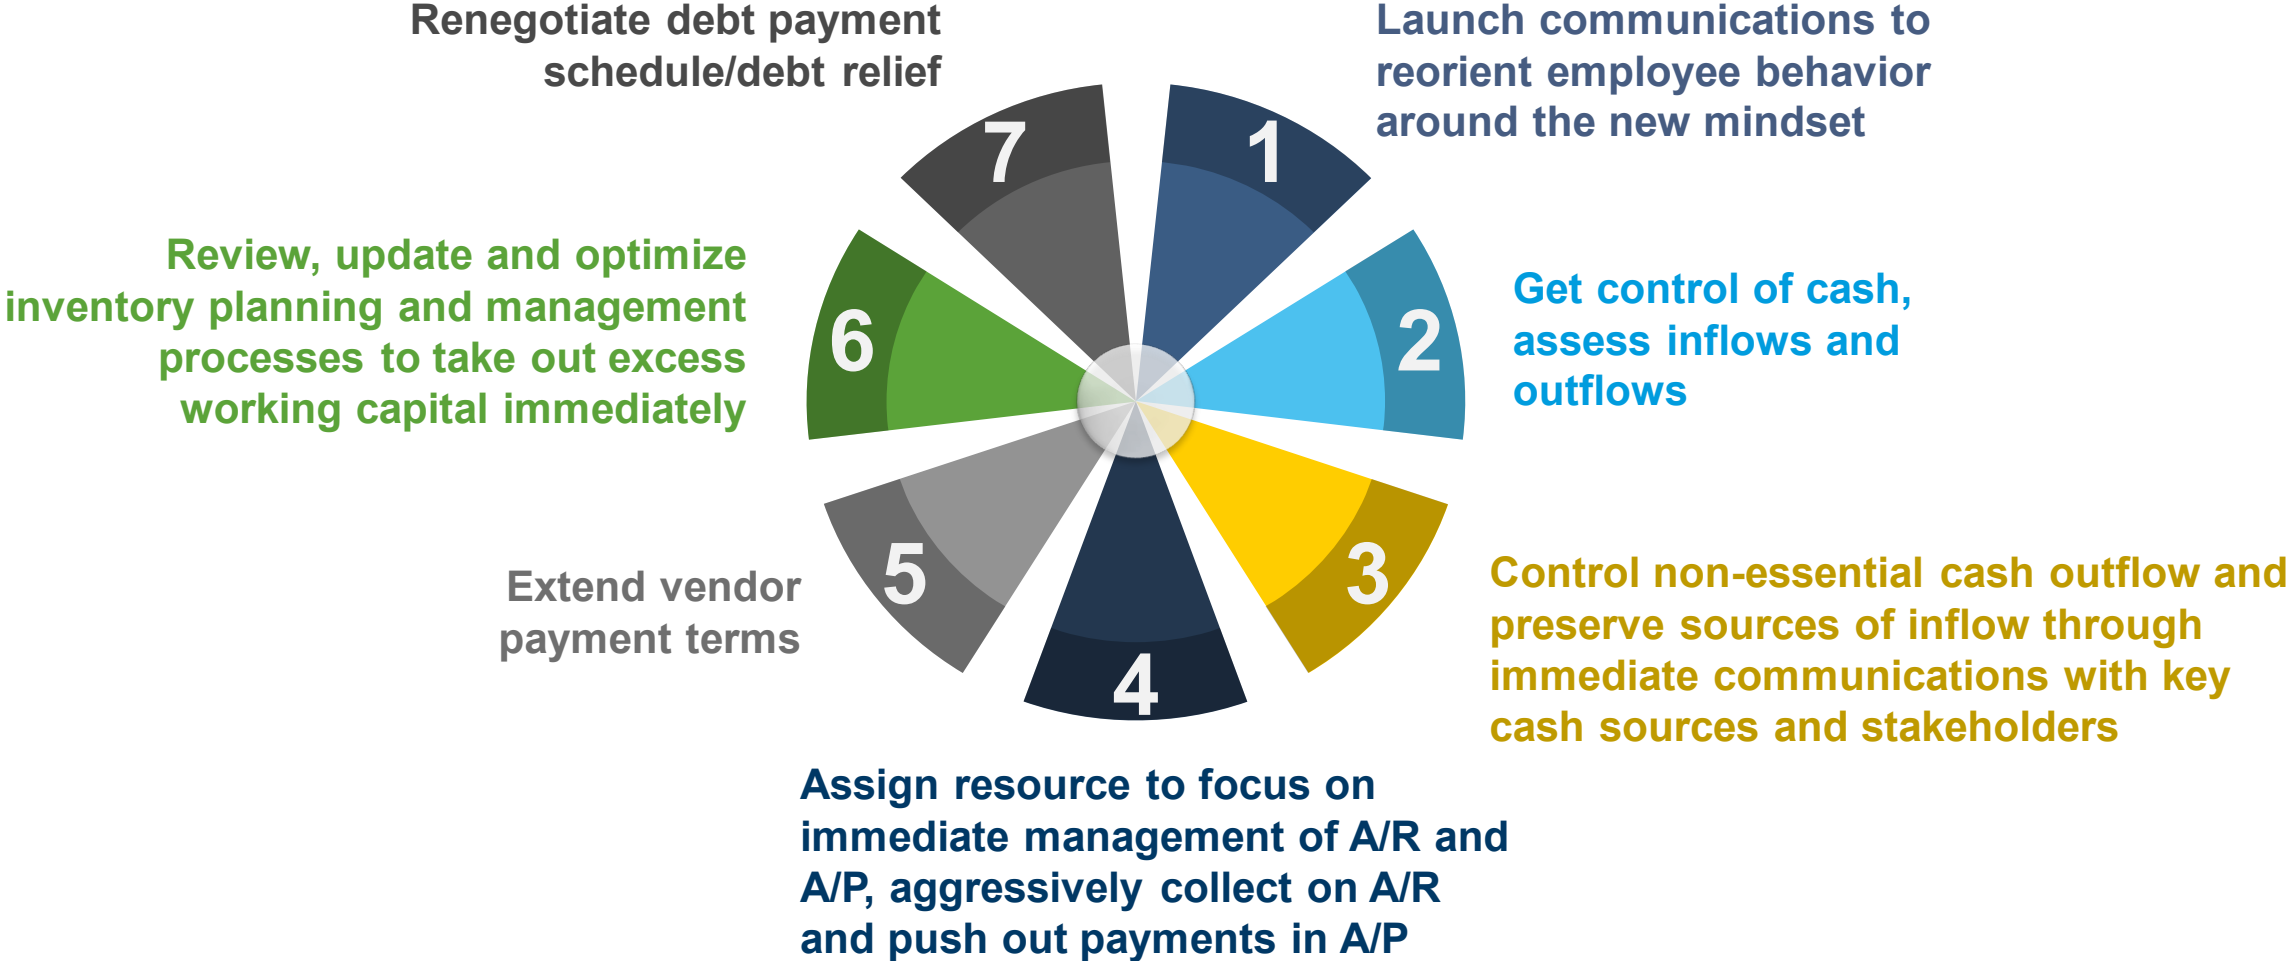 Renegotiate debt payment
schedule/debt relief
7
1
Launch communications to
reorient employee behavior
around the new mindset
Review, update and optimize
inventory planning and management
processes to take out excess
working capital immediately
6
2
Get control of cash,
assess inflows and
outflows
Extend vendor
payment terms
5
3
Control non-essential cash outflow and
preserve sources of inflow through
immediate communications with key
cash sources and stakeholders
4
Assign resource to focus on
immediate management of A/R and
A/P, aggressively collect on A/R
and push out payments in A/P